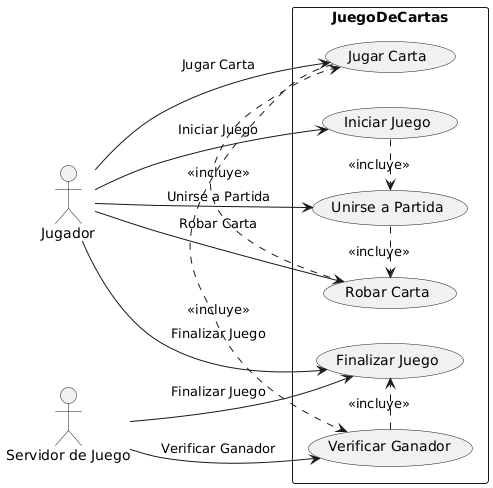 JuegoDeCartas
Jugar Carta
Jugar Carta
Iniciar Juego
Iniciar Juego
«incluye»
«incluye»
Unirse a Partida
Unirse a Partida
Robar Carta
Jugador
«incluye»
Robar Carta
«incluye»
Finalizar Juego
Finalizar Juego
Finalizar Juego
«incluye»
Verificar Ganador
Verificar Ganador
Servidor de Juego